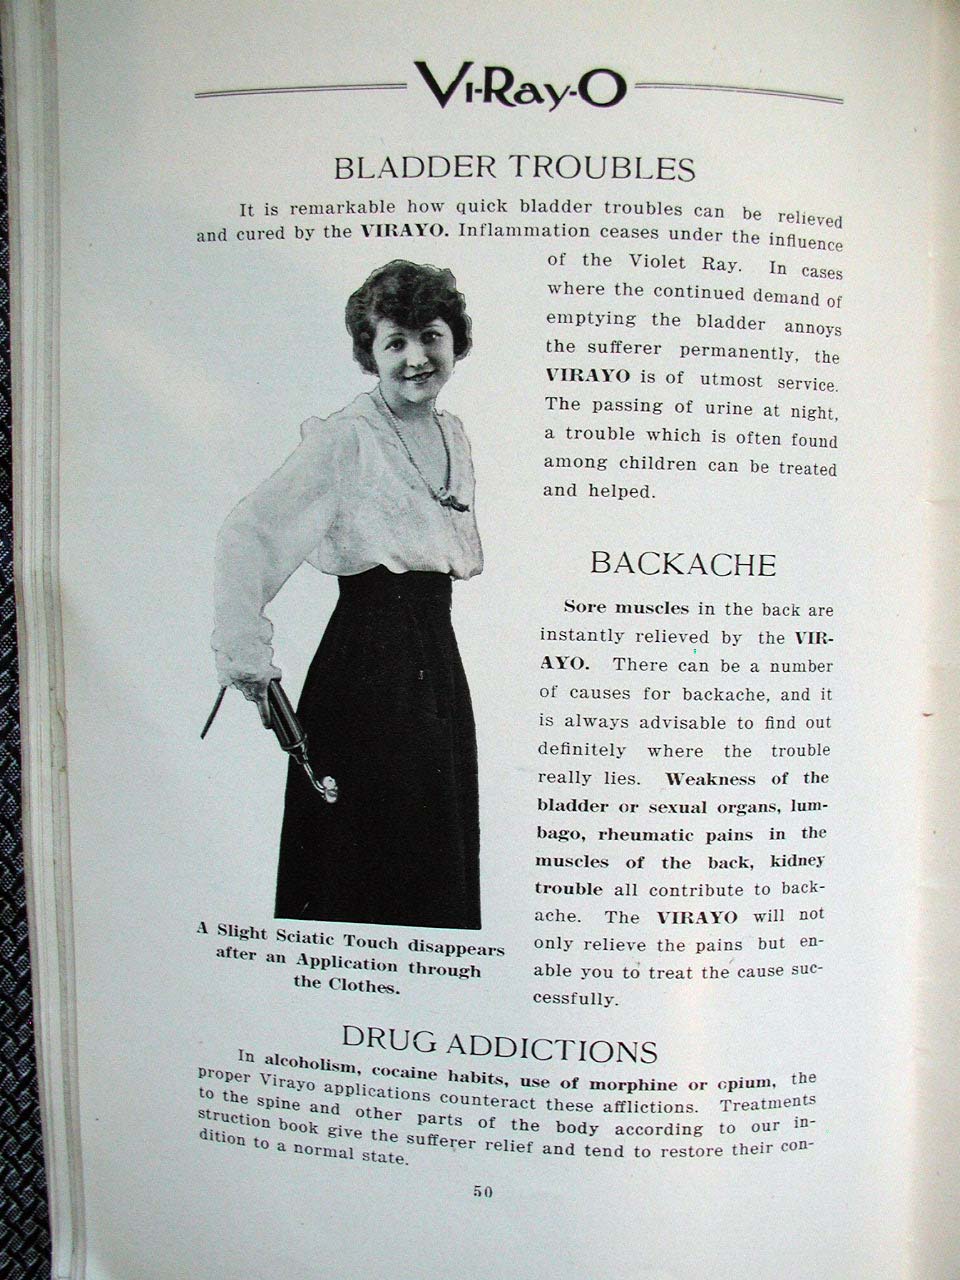 Vi-Ray-O
BLADDER TROUBLES
It is remarkable how quick bladder troubles can be relieved
and cured by the VIRAYO. Inflammation ceases under the influence
of the Violet Ray. In cases
where the continued demand of
emptying the bladder annoys
the sufferer permanently, the
VIRAYO is of utmost service.
The passing of urine at night,
a trouble which is often found
among children can be treated
and helped.
BACKACHE
Sore muscles in the back are
instantly relieved by the VIR-
AYO. There can be a number
of causes for backache, and it
is always advisable to find out
definitely where the trouble
really lies. Weakness of the
bladder or sexual organs, lum-
bago, rheumatic pains in the
muscles of the back, kidney
trouble all contribute to back-
ache. The VIRAYO will not
only relieve the pains but en-
able you to treat the cause suc-
cessfully.
A Slight Sciatic Touch disappears
after an Application through
the Clothes.
DRUG ADDICTIONS
In alcoholism, cocaine habits, use of morphine or opium, the
proper Virayo applications counteract these afflictions. Treatments
to the spine and other parts of the body according to our in-
struction book give the sufferer relief and tend to restore their con-
dition to a normal state.
50